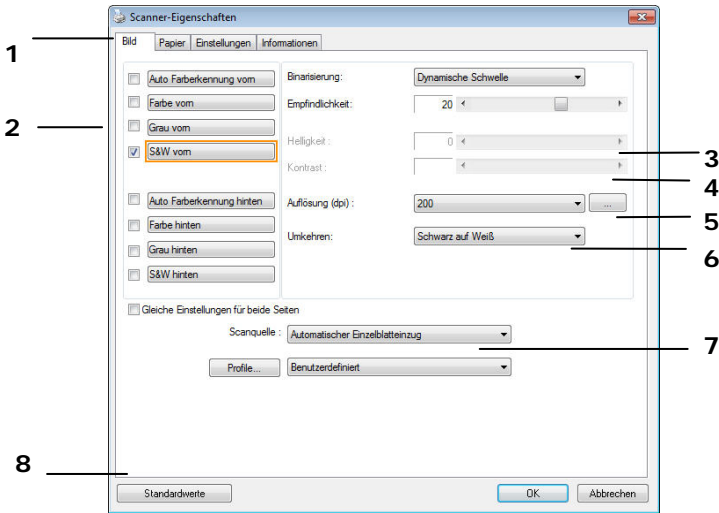 Scanner-Eigenschaften
1
Bild Papier Einstellungen Informationen
Auto Farberkennung vorn Binarisierung: Dynamische Schwelle
Farbe vorn Empfindlichkeit: 20
2
Grau vorn
Helligkeit : 0
S&W vorn
3
Kontrast :
4
Auto Farberkennung hinten Auflösung (dpi) : 200 ...
5
Farbe hinten
Umkehren: Schwarz auf Weiß
6
Grau hinten
S&W hinten
Gleiche Einstellungen für beide Seiten
Scanquelle : Automatischer Einzelblatteinzug
7
Profile... Benutzerdefiniert
8
Standardwerte OK Abbrechen